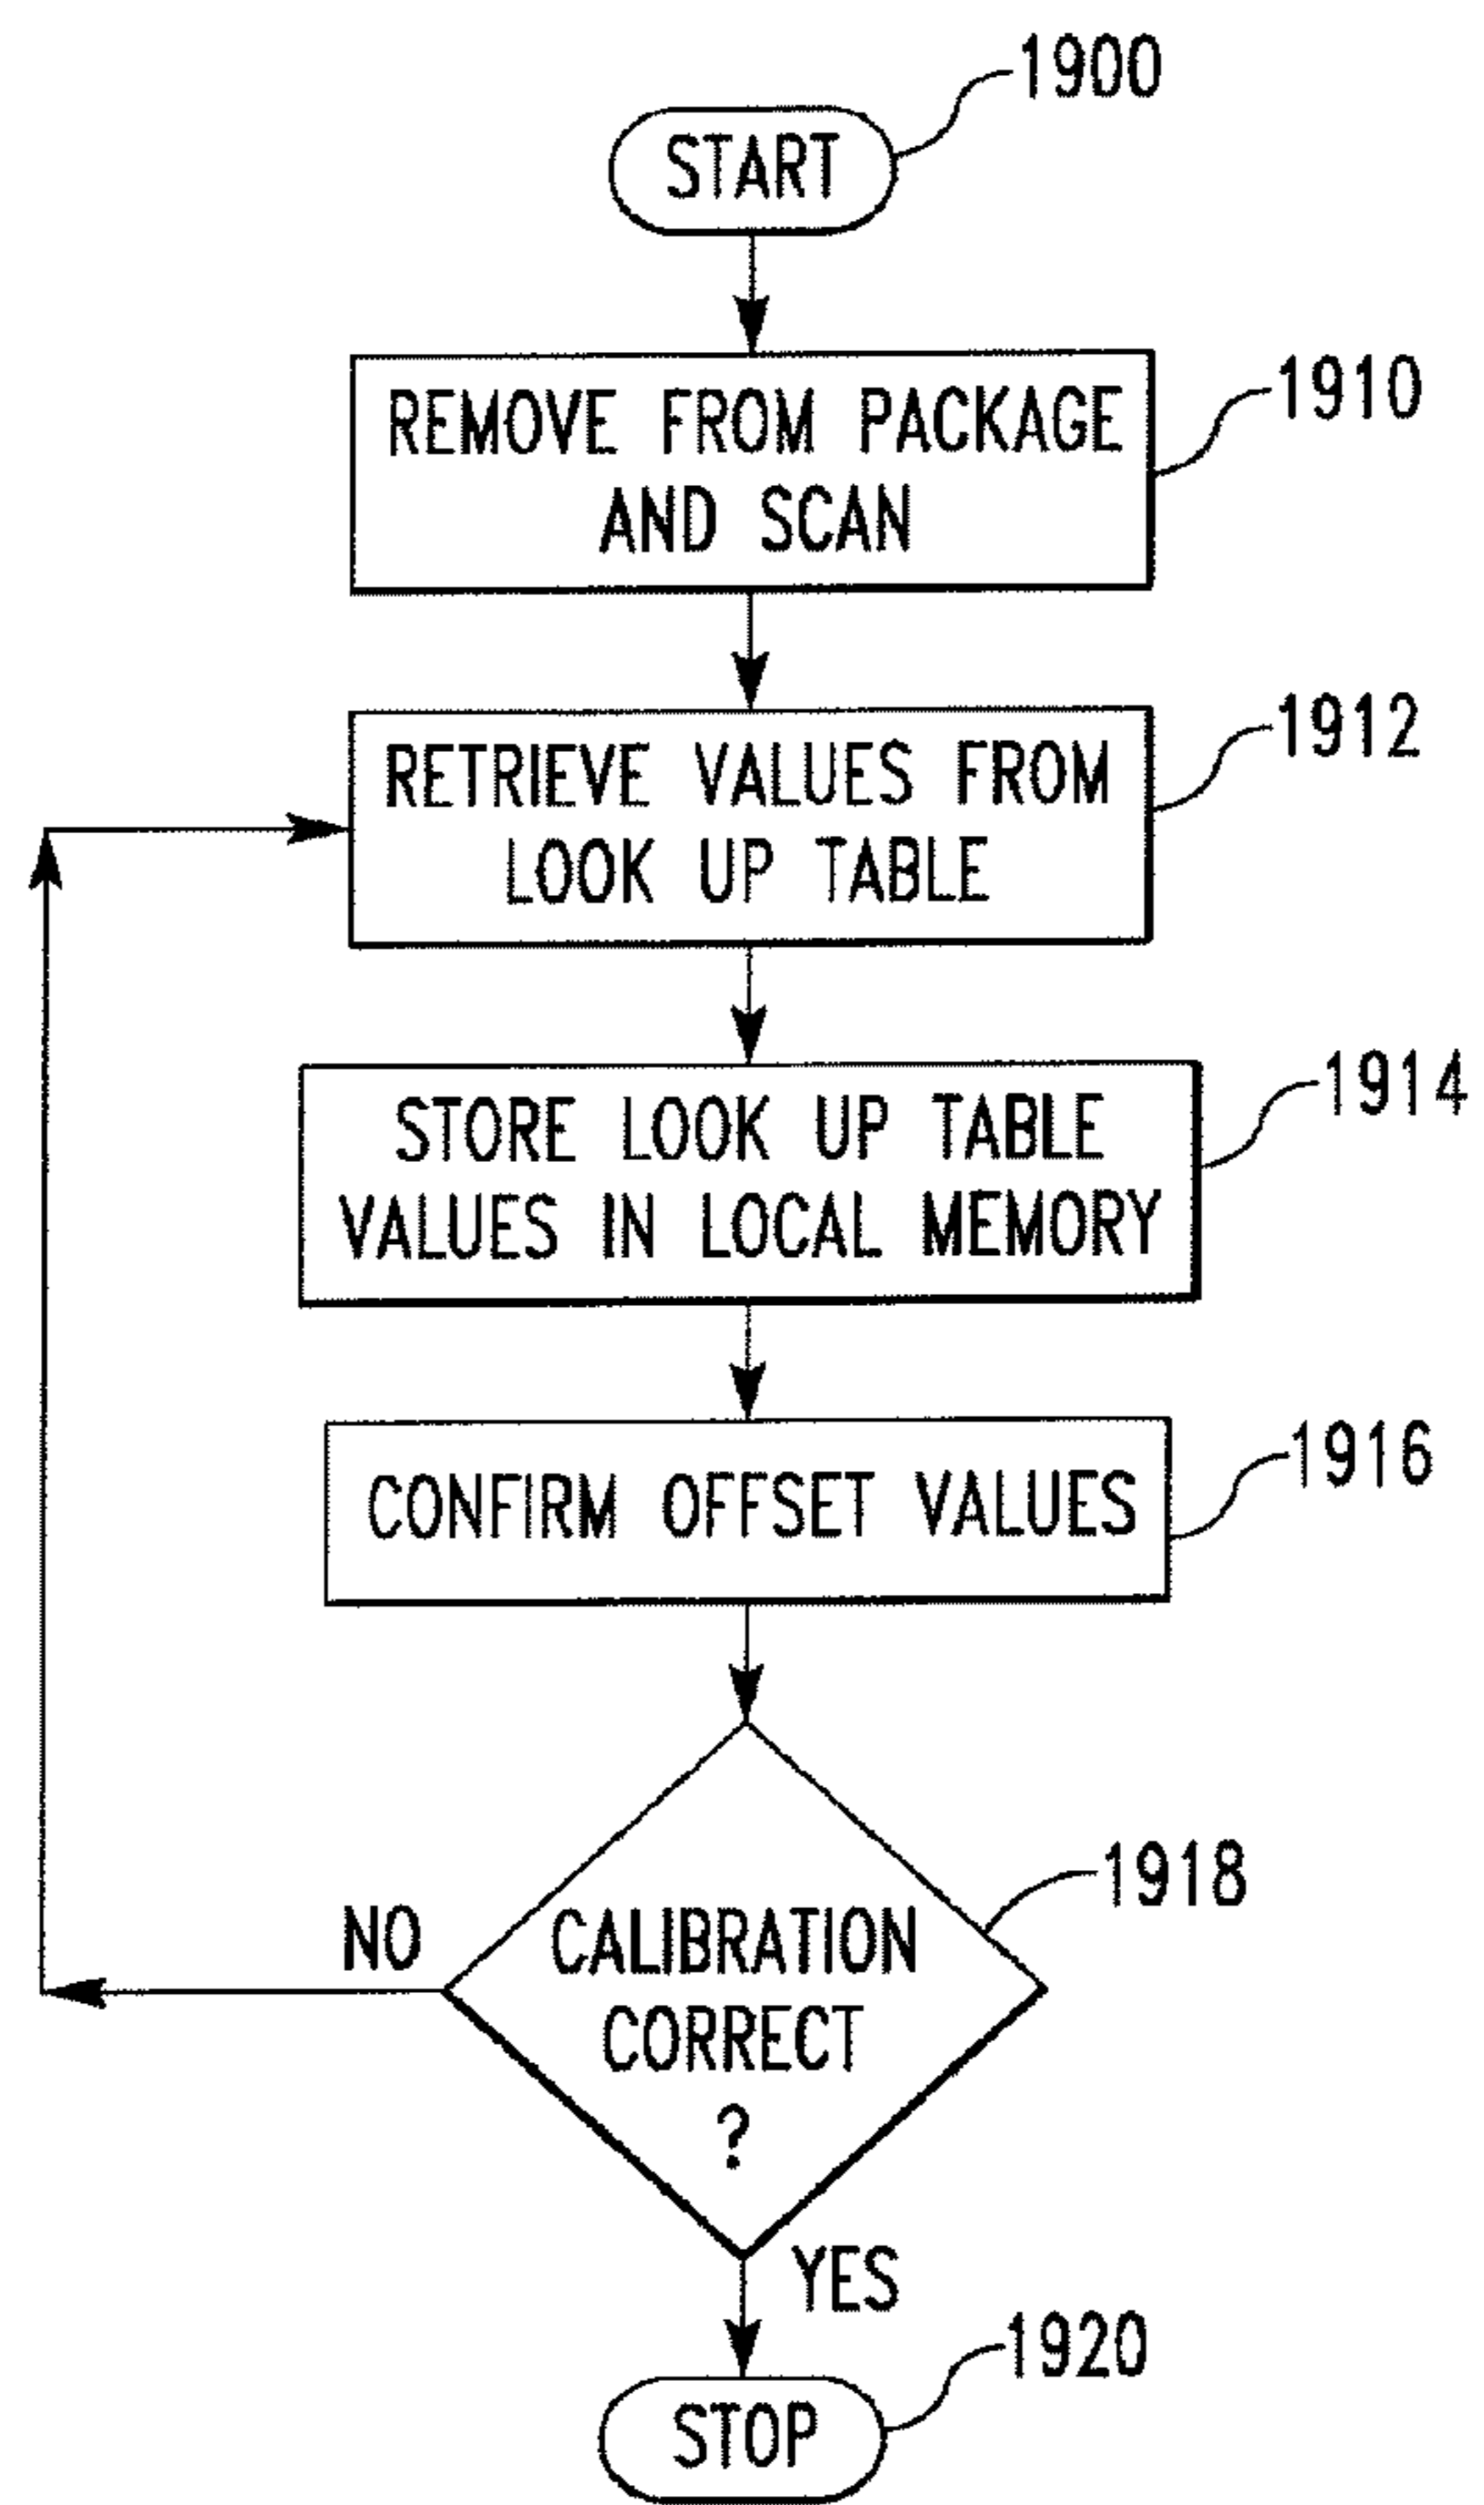 1900
START
1910
REMOVE FROM PACKAGE
AND SCAN
1912
RETRIEVE VALUES FROM
LOOK UP TABLE
1914
STORE LOOK UP TABLE
VALUES IN LOCAL MEMORY
1916
CONFIRM OFFSET VALUES
1918
NO
CALIBRATION
CORRECT
?
YES
1920
STOP